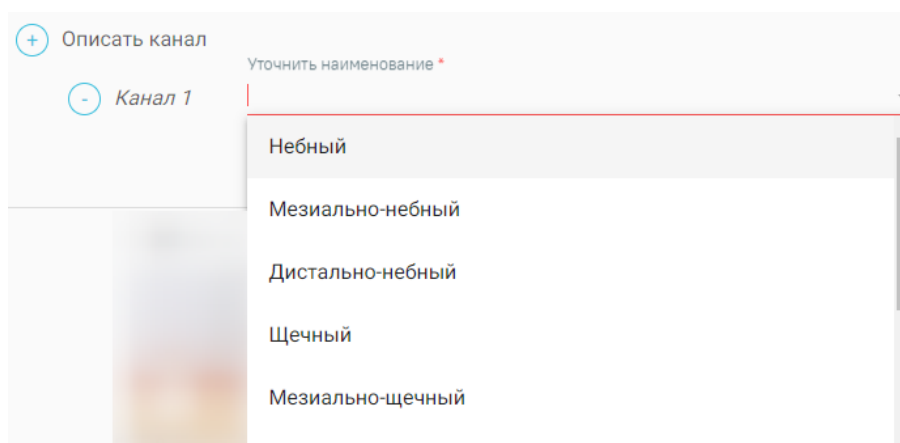 + Описать канал
Уточнить наименование *
- Канал 1
Небный
Мезиально-небный
Дистально-небный
Щечный
Мезиально-щечный